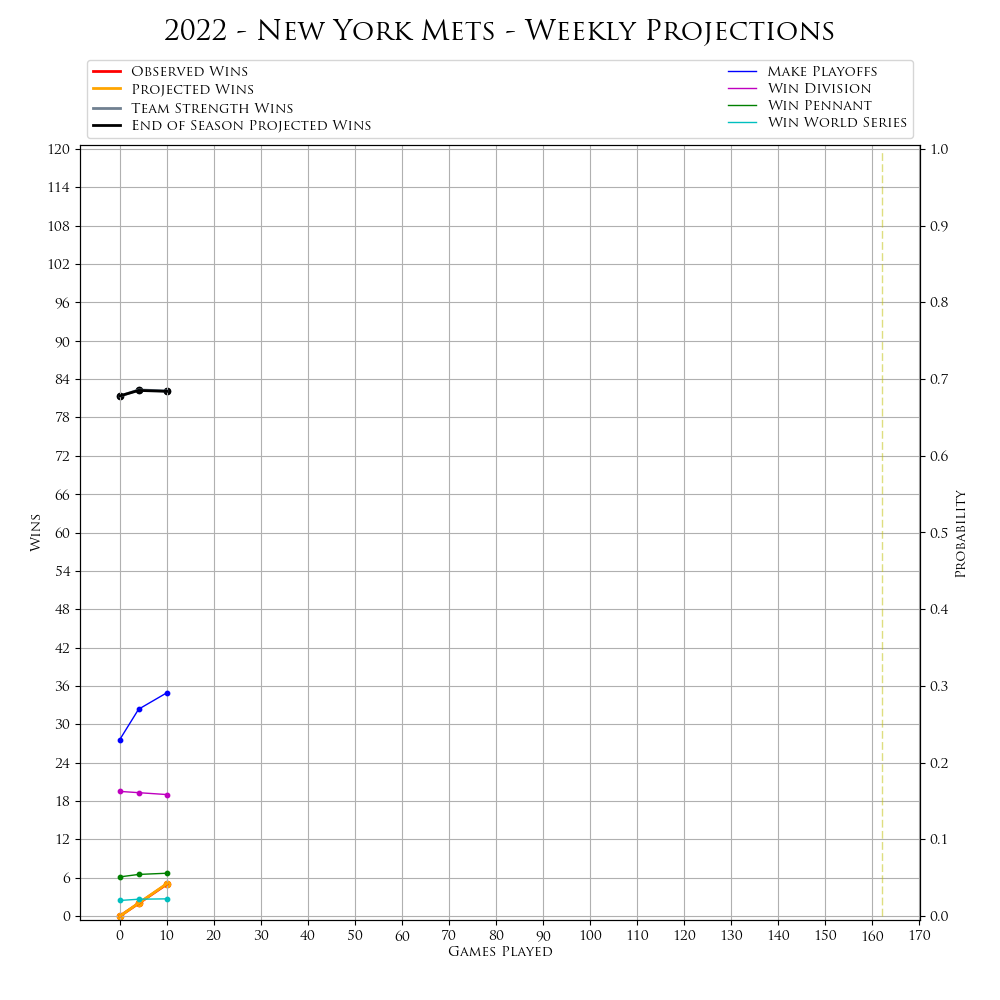 2022 - New York Mets - Weekly Projections
Observed Wins
Projected Wins
Team Strength Wins
End of Season Projected Wins
Make Playoffs
Win Division
Win Pennant
Win World Series
120
114
108
102
96
90
84
78
72
66
60
54
48
42
36
30
24
18
12
6
0
Wins
1.0
0.9
0.8
0.7
0.6
0.5
0.4
0.3
0.2
0.1
0.0
Probability
0 10 20 30 40 50 60 70 80 90 100 110 120 130 140 150 160 170
Games Played